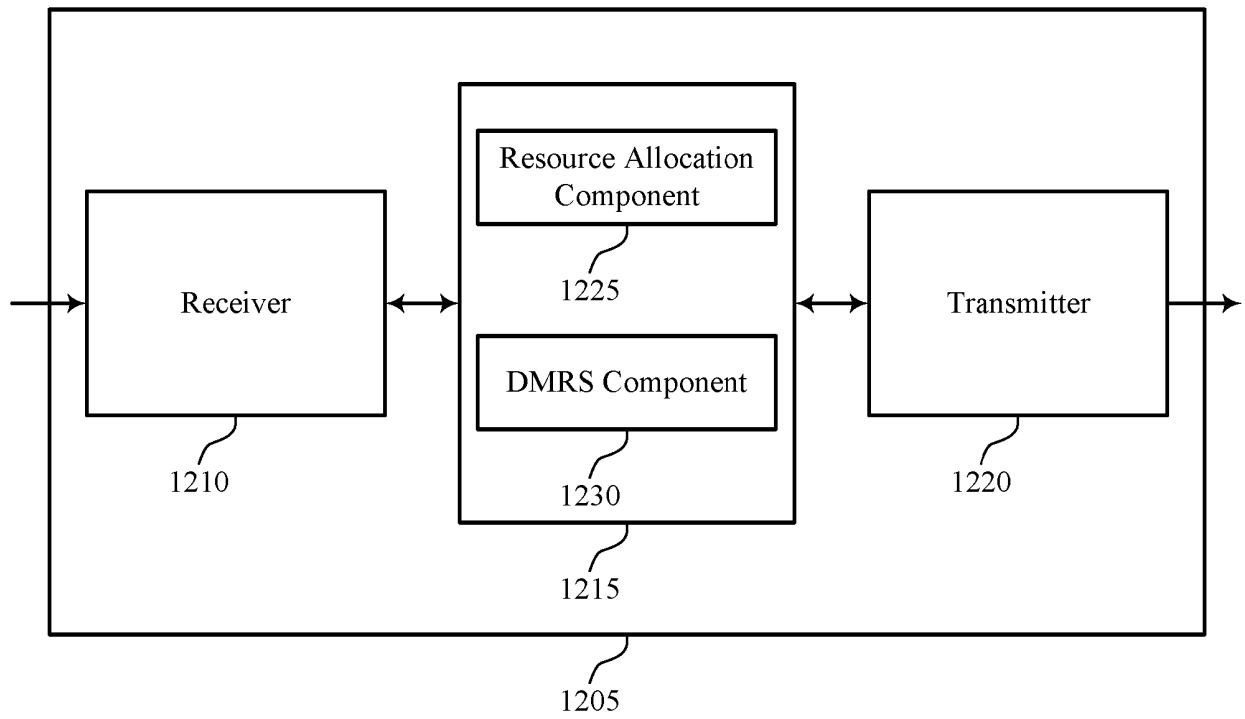 Resource Allocation
Component
1225
Receiver
Transmitter
DMRS Component
1210
1230
1220
1215
1205